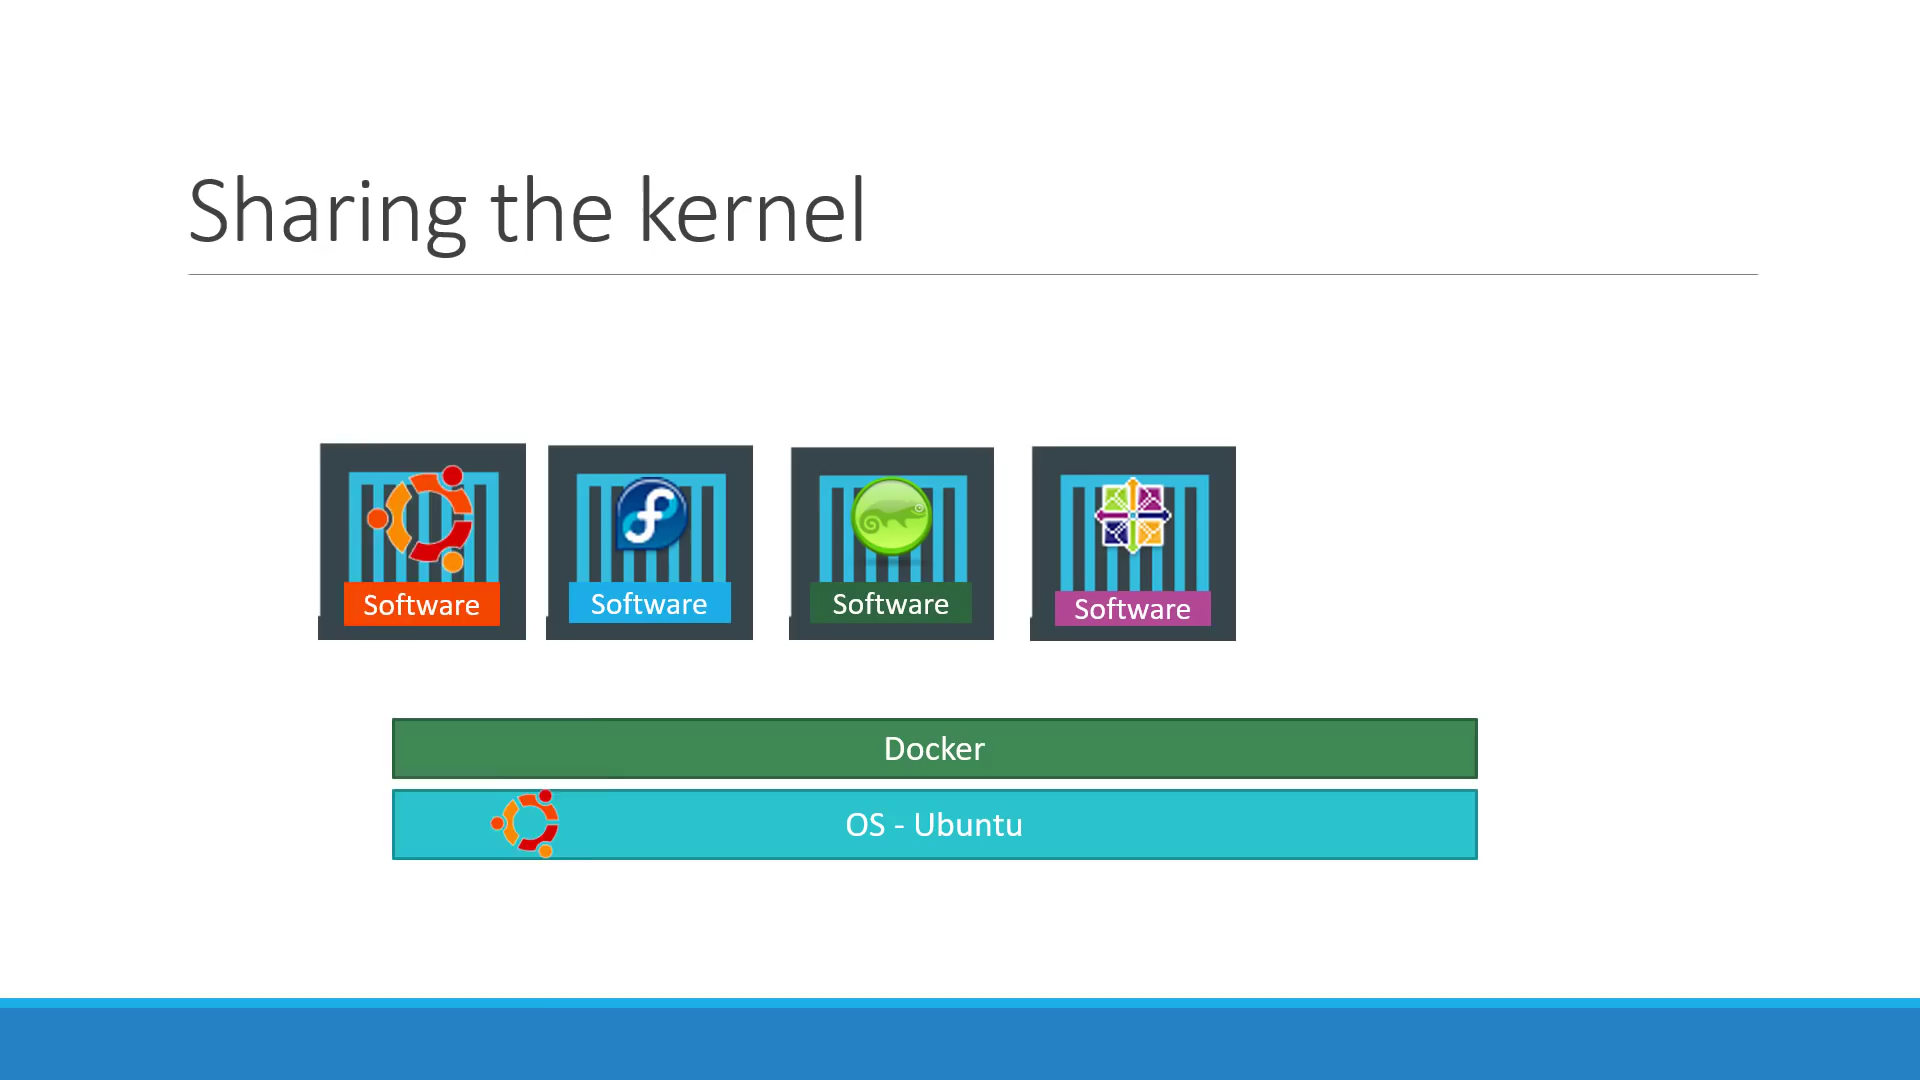 Sharing the kernel
Software
Software
Software
Software
Docker
OS - Ubuntu